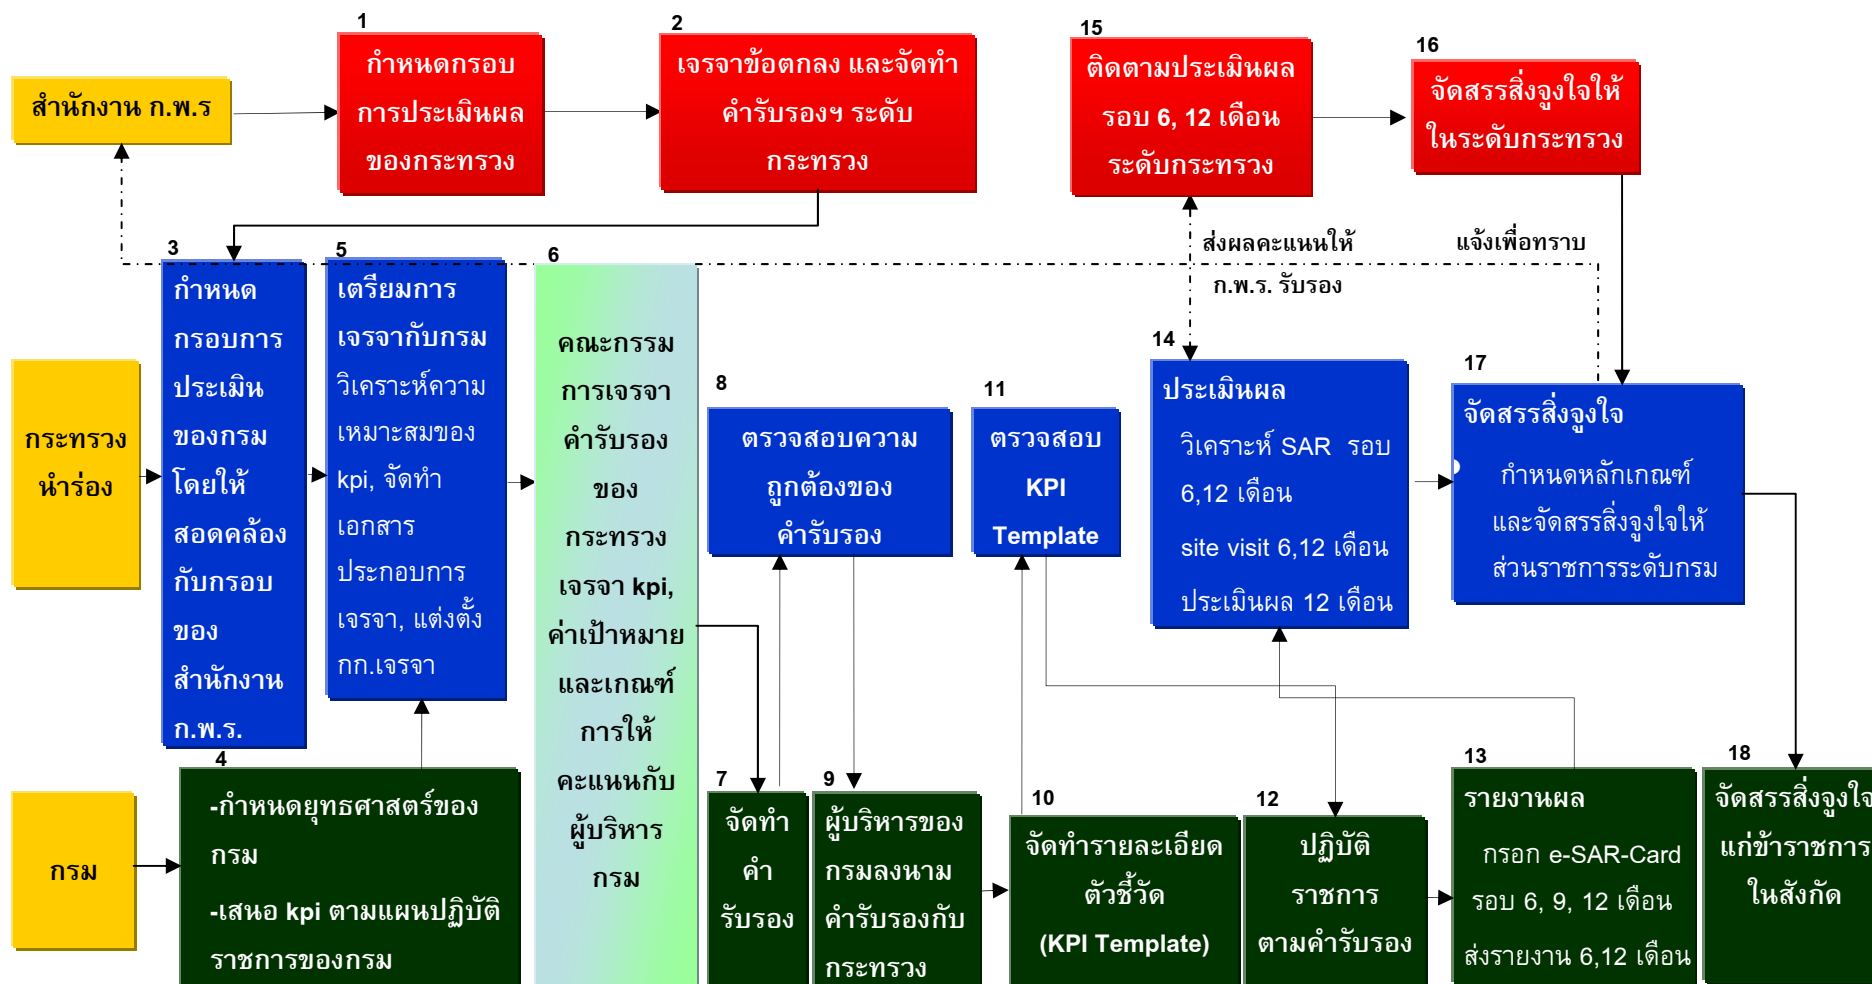 1
กำหนดกรอบ
การประเมินผล
ของกระทรวง
2
เจรจาข้อตกลง และจัดทำ
คำรับรองฯ ระดับ
กระทรวง
15
ติดตามประเมินผล
รอบ 6, 12 เดือน
ระดับกระทรวง
16
จัดสรรสิ่งจูงใจให้
ในระดับกระทรวง
สำนักงาน ก.พ.ร
ส่งผลคะแนนให้
ก.พ.ร. รับรอง
แจ้งเพื่อทราบ
กระทรวง
นำร่อง
3
กำหนด
กรอบการ
ประเมิน
ของกรม
โดยให้
สอดคล้อง
กับกรอบ
ของ
สำนักงาน
ก.พ.ร.
5
เตรียมการ
เจรจากับกรม
วิเคราะห์ความ
เหมาะสมของ
kpi, จัดทำ
เอกสาร
ประกอบการ
เจรจา, แต่งตั้ง
กก.เจรจา
6
คณะกรรม
การเจรจา
คำรับรอง
ของ
กระทรวง
เจรจา kpi,
ค่าเป้าหมาย
และเกณฑ์
การให้
คะแนนกับ
ผู้บริหาร
กรม
8
ตรวจสอบความ
ถูกต้องของ
คำรับรอง
11
ตรวจสอบ
KPI
Template
14
ประเมินผล
วิเคราะห์ SAR รอบ
6,12 เดือน
site visit 6,12 เดือน
ประเมินผล 12 เดือน
17
จัดสรรสิ่งจูงใจ
กำหนดหลักเกณฑ์
และจัดสรรสิ่งจูงใจให้
ส่วนราชการระดับกรม
กรม
4
-กำหนดยุทธศาสตร์ของ
กรม
-เสนอ kpi ตามแผนปฏิบัติ
ราชการของกรม
7
จัดทำ
คำ
รับรอง
9
ผู้บริหารของ
กรมลงนาม
คำรับรองกับ
กระทรวง
10
จัดทำรายละเอียด
ตัวชี้วัด
(KPI Template)
12
ปฏิบัติ
ราชการ
ตามคำรับรอง
13
รายงานผล
กรอก e-SAR-Card
รอบ 6, 9, 12 เดือน
ส่งรายงาน 6,12 เดือน
18
จัดสรรสิ่งจูงใจ
แก่ข้าราชการ
ในสังกัด